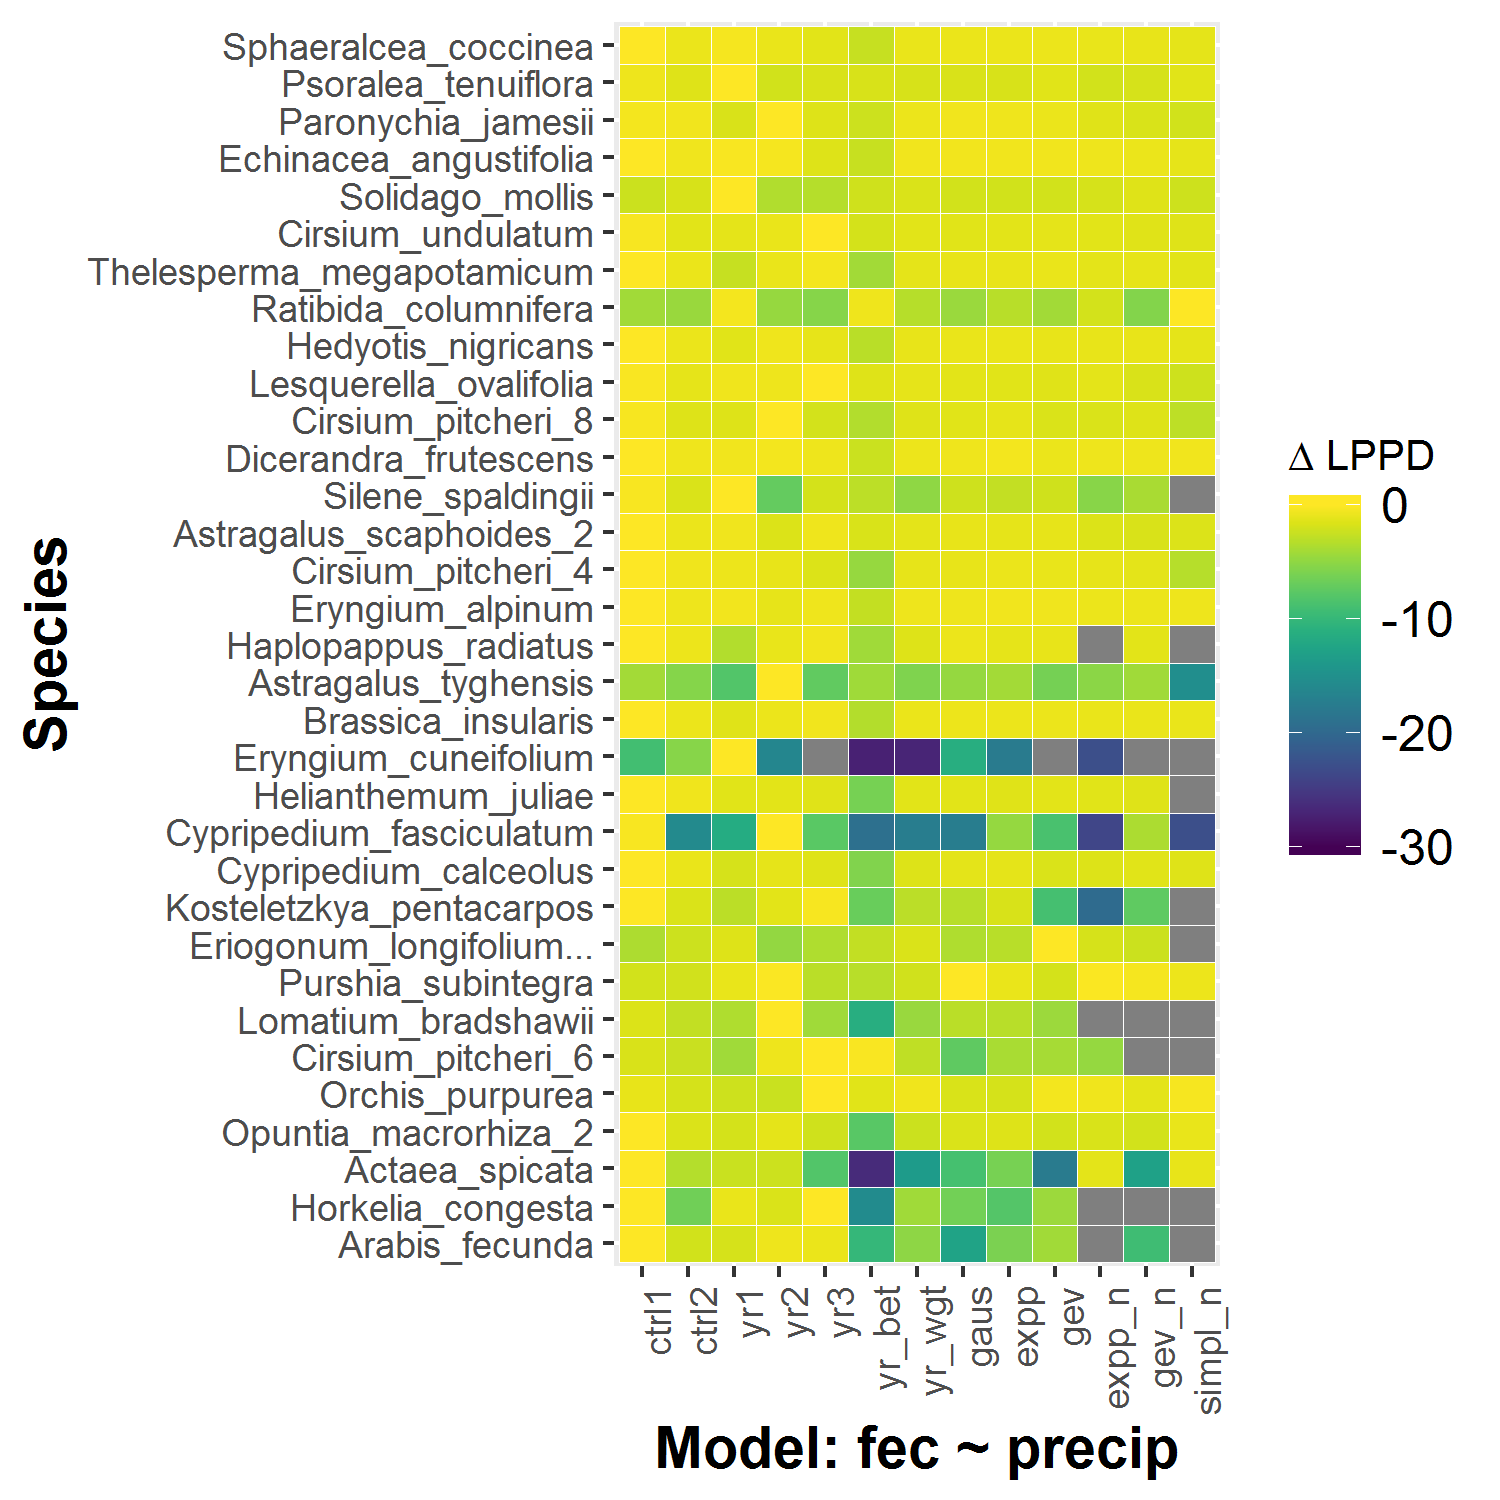 Sphaeralcea_coccinea
Psoralea_tenuiflora
Paronychia_jamesii
Echinacea_angustifolia
Solidago_mollis
Cirsium_undulatum
Thelesperma_megapotamicum
Ratibida_columnifera
Hedyotis_nigricans
Lesquerella_ovalifolia
Cirsium_pitcheri_8
Dicerandra_frutescens
Silene_spaldingii
Astragalus_scaphoides_2
Cirsium_pitcheri_4
Eryngium_alpinum
Haplopappus_radiatus
Astragalus_tyghensis
Brassica_insularis
Eryngium_cuneifolium
Helianthemum_juliae
Cypripedium_fasciculatum
Cypripedium_calceolus
Kosteletzkya_pentacarpos
Eriogonum_longifolium...
Purshia_subintegra
Lomatium_bradshawii
Cirsium_pitcheri_6
Orchis_purpurea
Opuntia_macrorhiza_2
Actaea_spicata
Horkelia_congesta
Arabis_fecunda
Species
ctrl1
ctrl2
yr1
yr2
yr3
yr_bet
yr_wgt
gaus
expp
gev
expp_n
gev_n
simpl_n
Model: fec ~ precip
Δ LPPD
0
-10
-20
-30